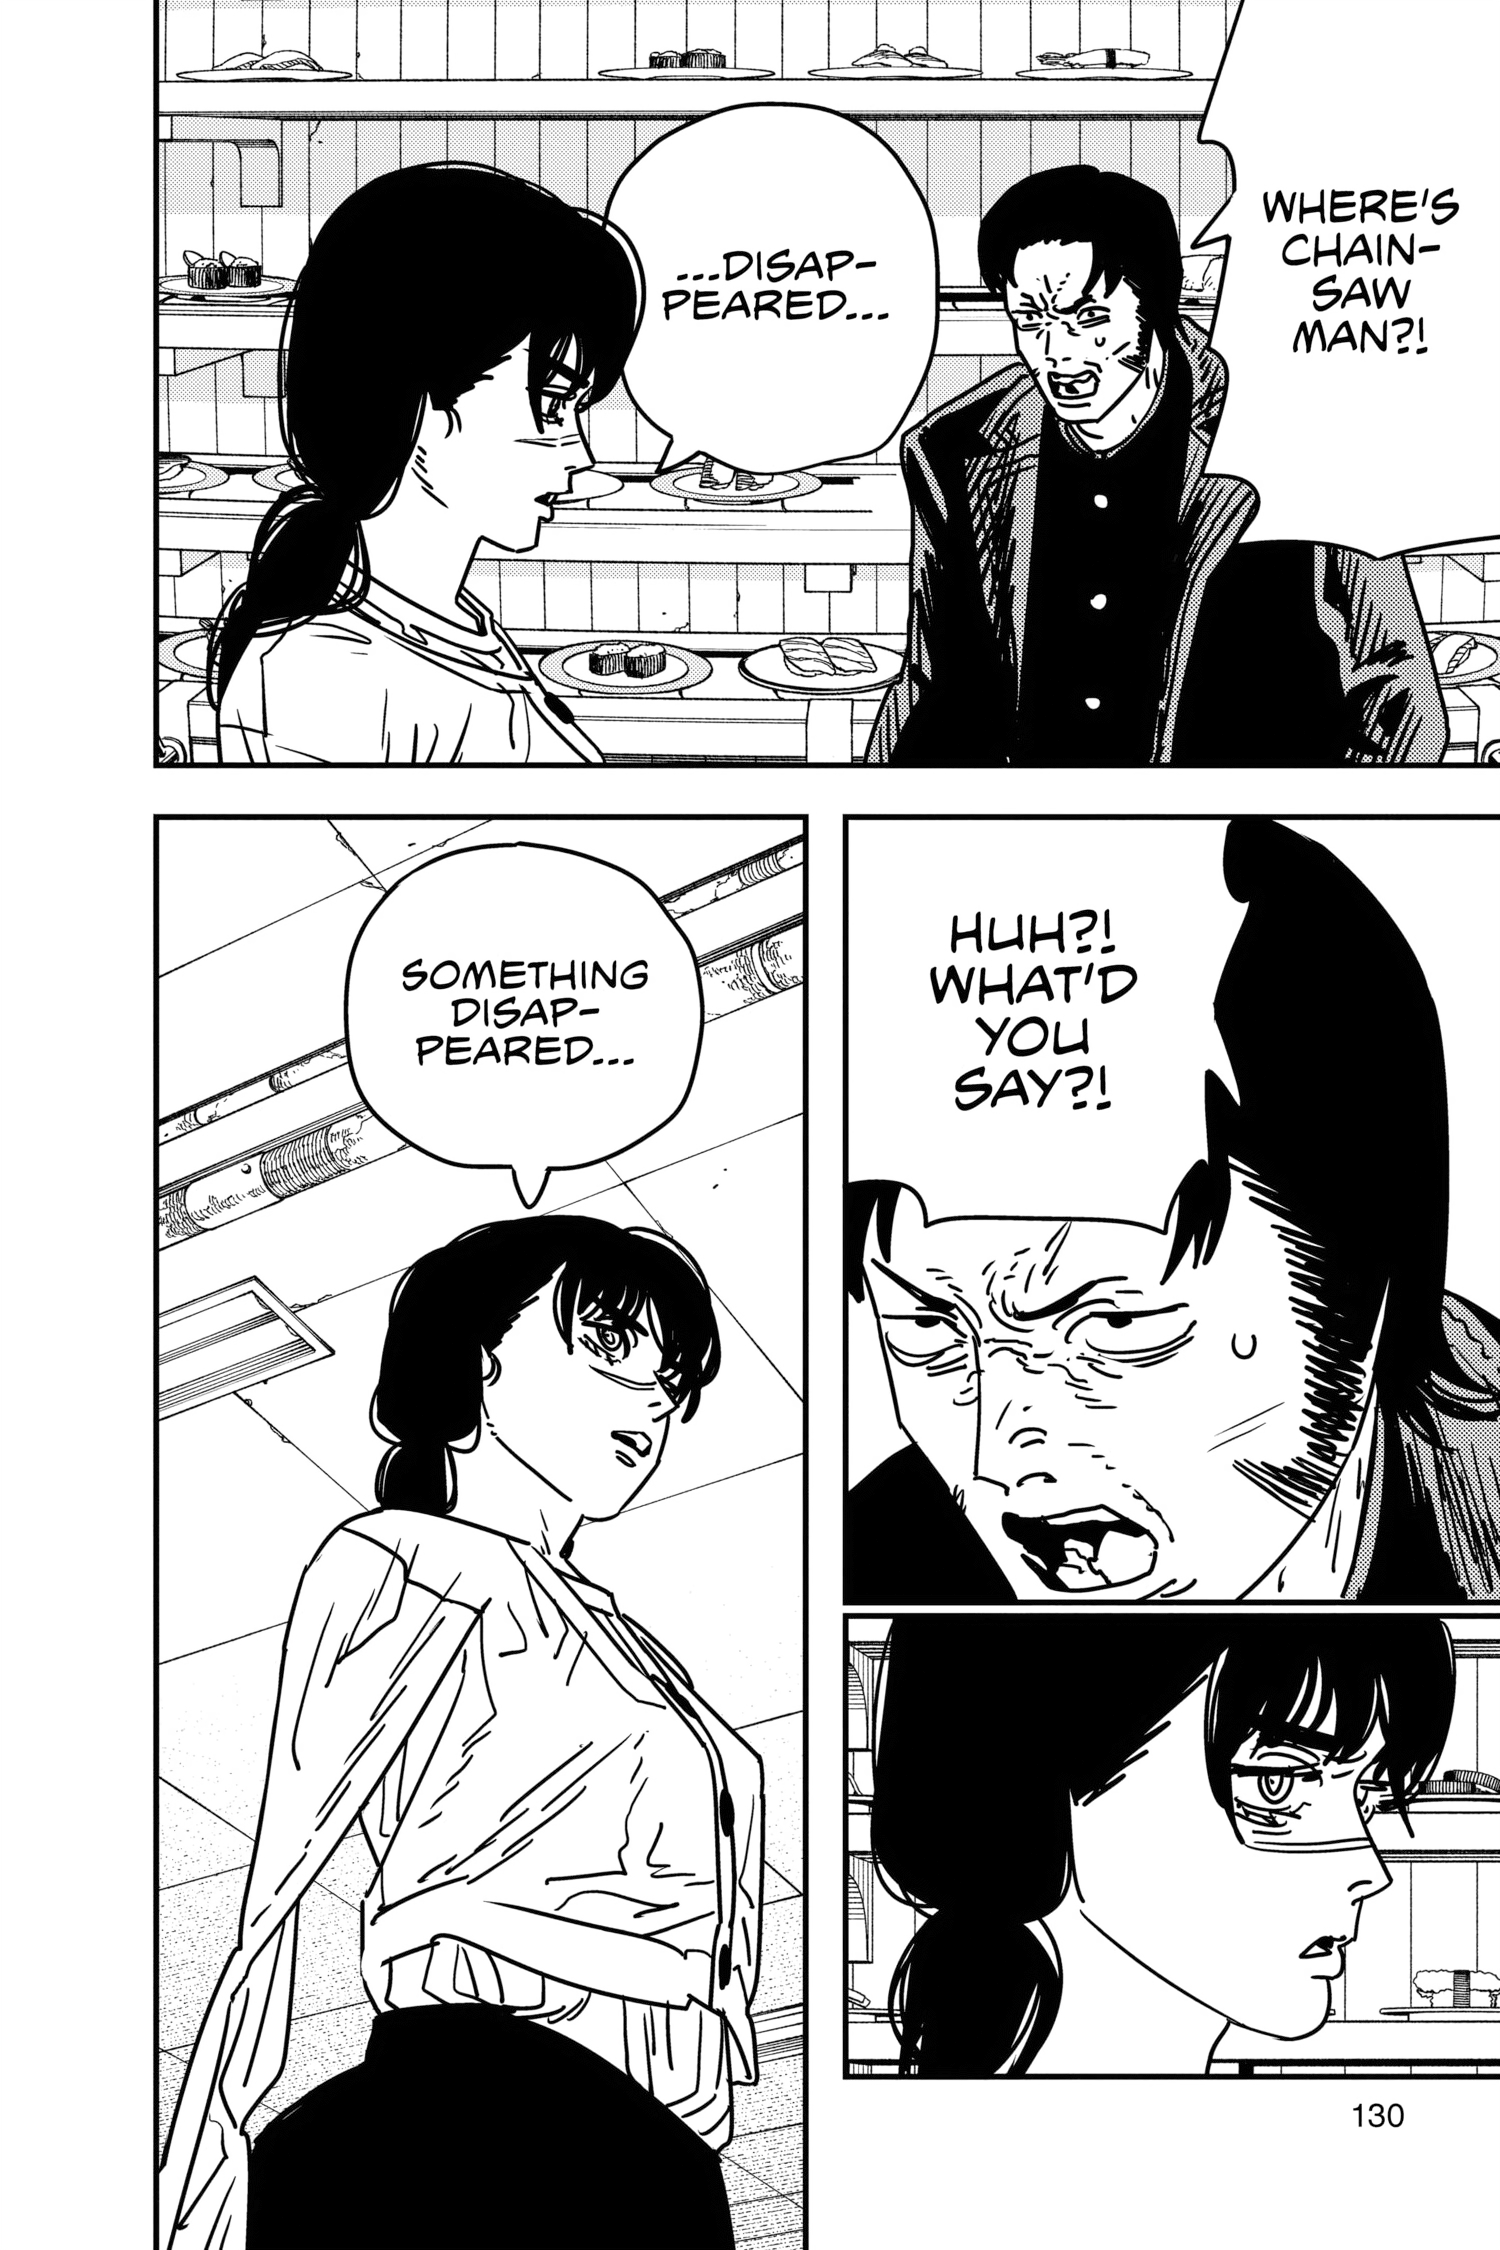 WHERE'S
CHAIN-
SAW
MAN?!
...DISAP-
PEARED...
HUH?!
WHAT'D
YOU
SAY?!
SOMETHING
DISAP-
PEARED...
130